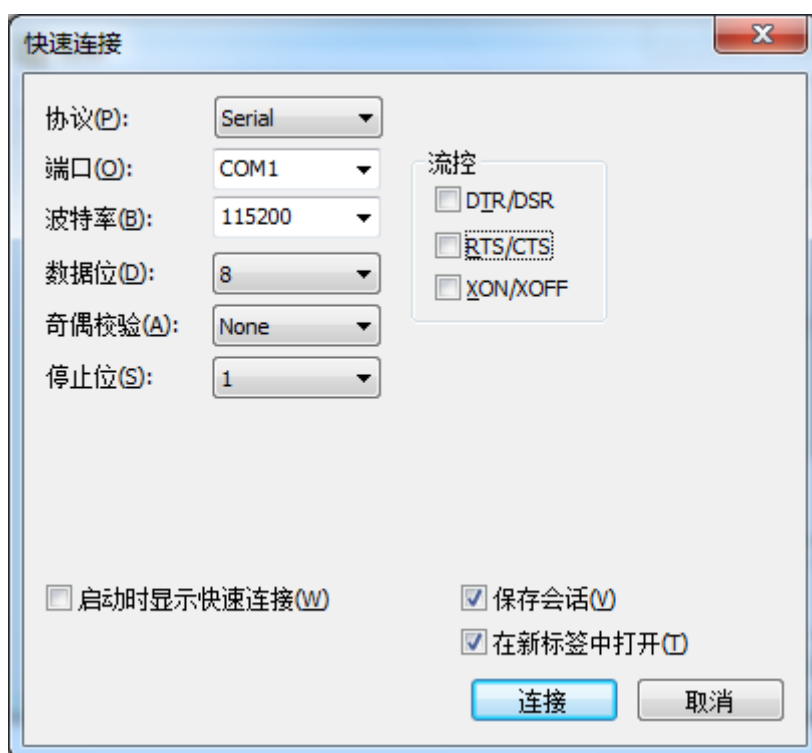 快速连接
协议(P): Serial
端口(O): COM1
波特率(B): 115200
数据位(D): 8
奇偶校验(A): None
停止位(S): 1
流控
DTR/DSR
RTS/CTS
XON/XOFF
启动时显示快速连接(W)
保存会话(V)
在新标签中打开(T)
连接
取消